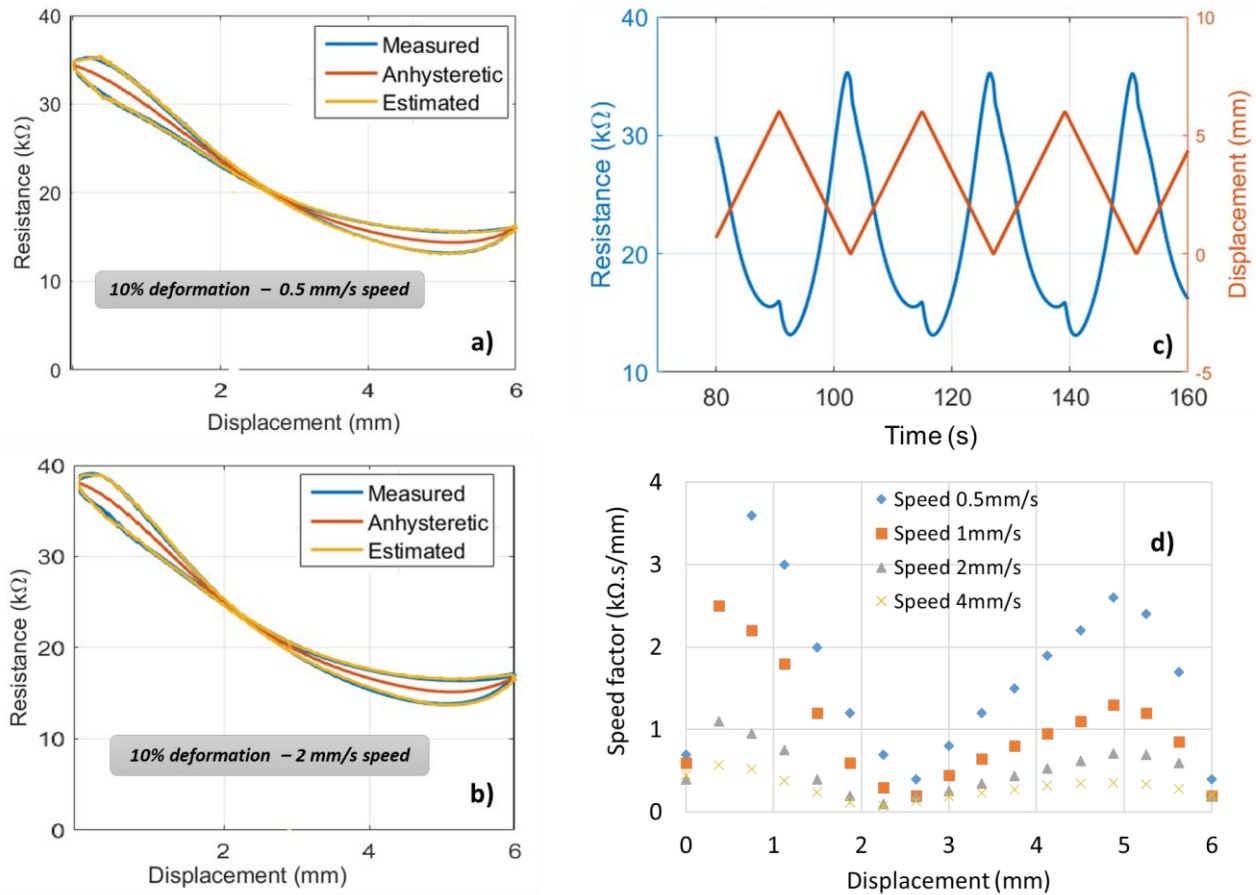 40
30
20
10
0
Resistance (kΩ)
Measured
Anhysteretic
Estimated
10% deformation – 0.5 mm/s speed
a)
2 4 6
Displacement (mm)
40
30
20
10
0
Resistance (kΩ)
Measured
Anhysteretic
Estimated
10% deformation – 2 mm/s speed
b)
2 4 6
Displacement (mm)
40
30
20
10
Resistance (kΩ)
10
5
0
-5
Displacement (mm)
c)
80 100 120 140 160
Time (s)
4
3
2
1
0
Speed factor (kΩ.s/mm)
Speed 0.5mm/s
Speed 1mm/s
Speed 2mm/s
Speed 4mm/s
d)
0 1 2 3 4 5 6
Displacement (mm)